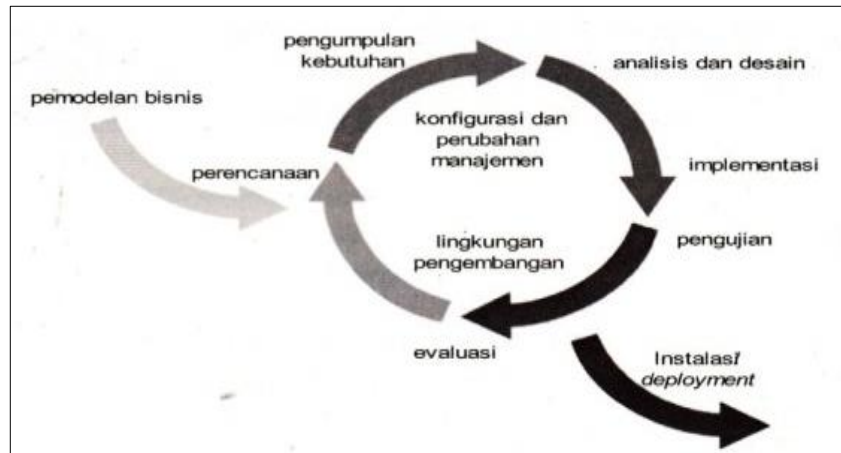 pengumpulan
kebutuhan
analisis dan desain
pemodelan bisnis
konfigurasi dan
perubahan
manajemen
perencanaan
implementasi
lingkungan
pengembangan
pengujian
evaluasi
Instalasi/
deployment